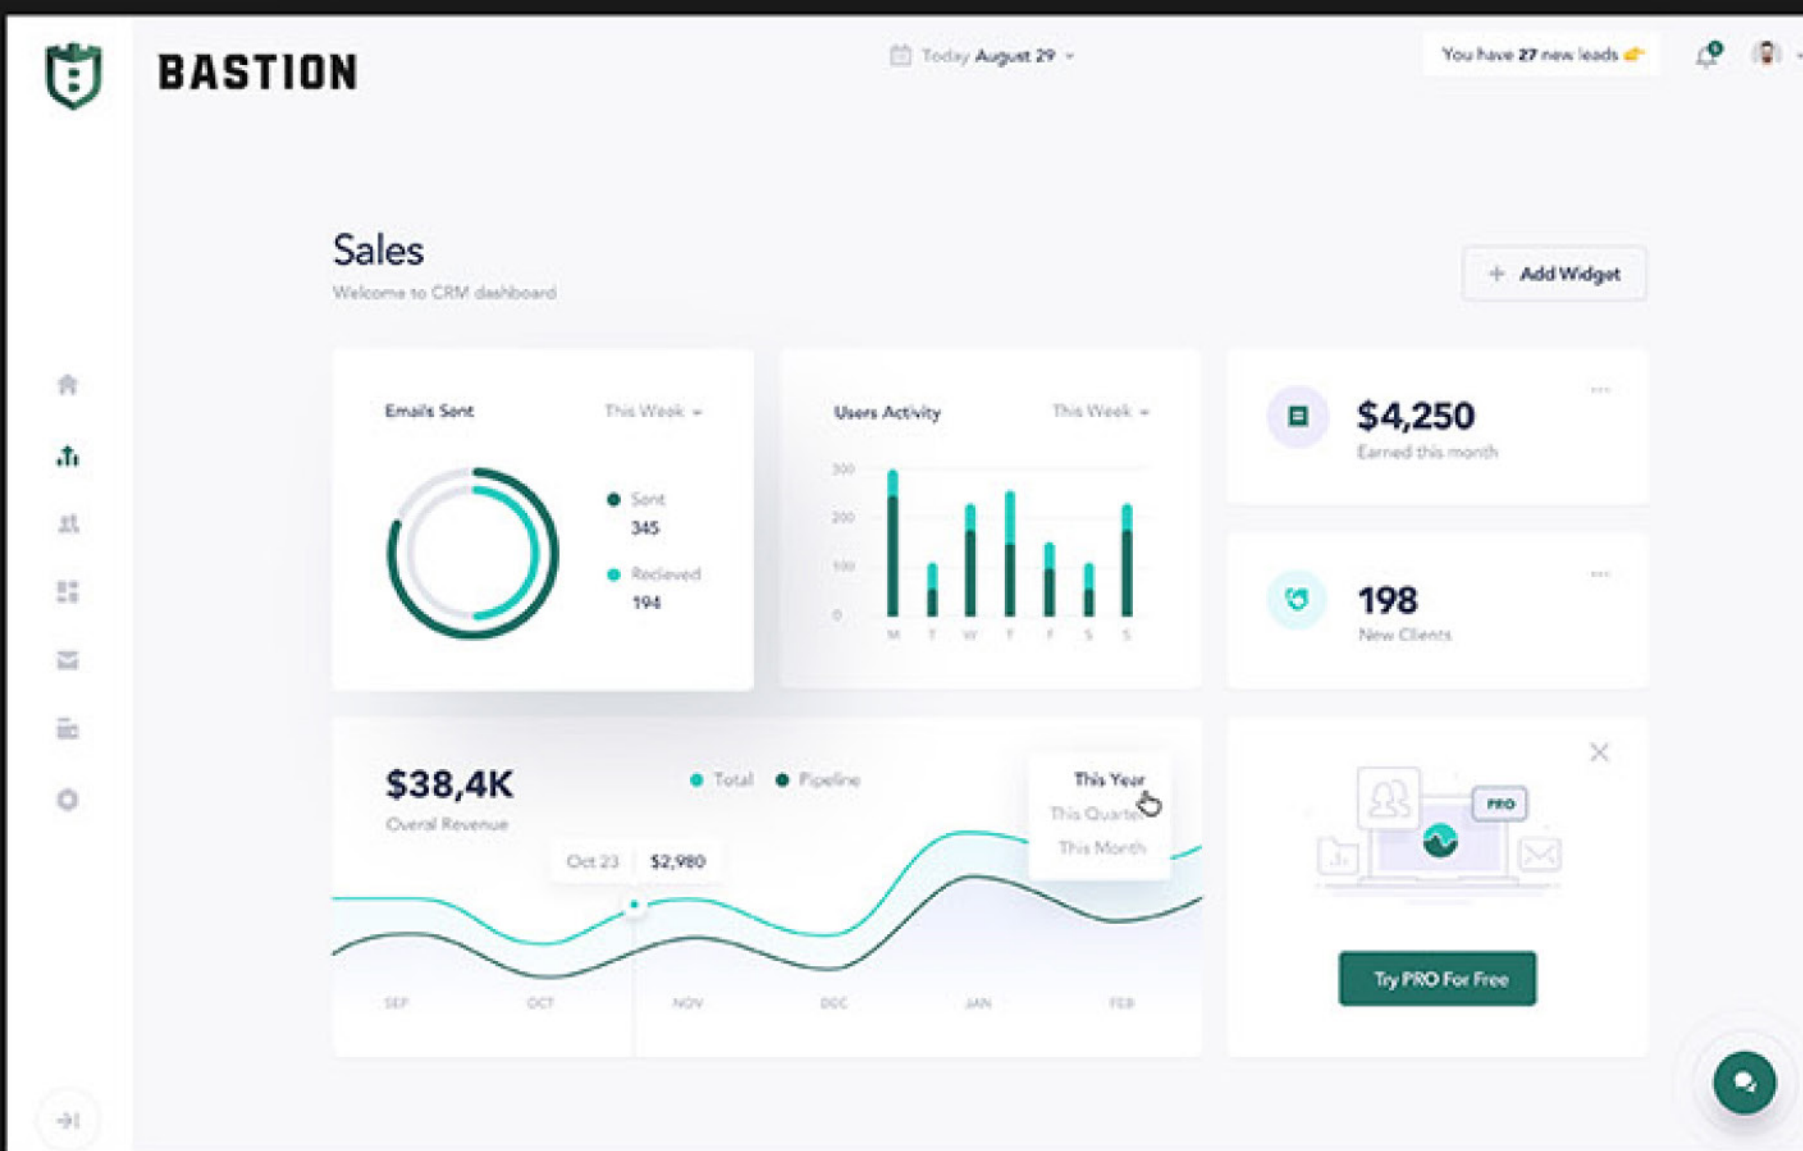 BASTION
Today August 29
You have 27 new leads
Sales
Welcome to CRM dashboard
+ Add Widget
Emails Sent
This Week
Sent
345
Recieved
194
Users Activity
This Week
300
200
100
0
M T W T F S S
$4,250
Earned this month
198
New Clients
$38,4K
Overal Revenue
Total
Pipeline
This Year
This Quarter
This Month
Oct 23
$2,980
SEP OCT NOV DEC JAN FEB
PRO
Try PRO For Free